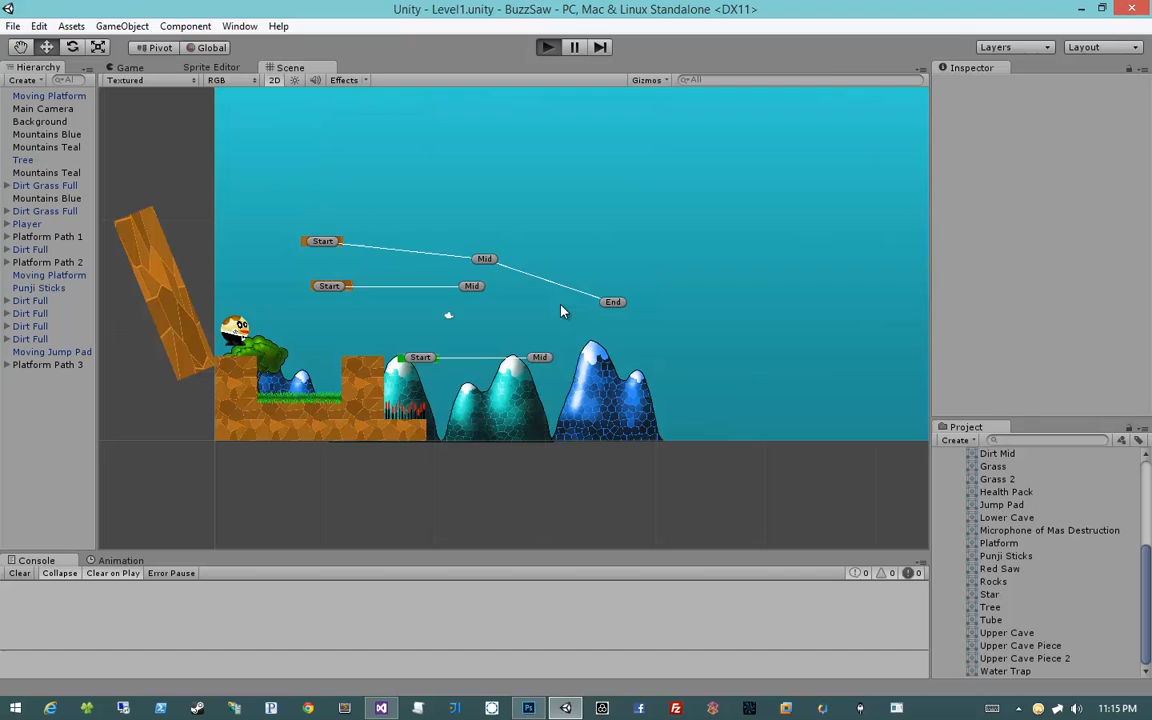 Unity - Level1.unity - BuzzSaw - PC, Mac & Linux Standalone <DX11>
File Edit Assets GameObject Component Window Help
Pivot Global Layers Layout
Hierarchy Game Sprite Editor Scene Inspector
Create All Textured RGB 2D Effects Gizmos All
Moving Platform
Main Camera
Background
Mountains Blue
Mountains Teal
Tree
Mountains Teal
Dirt Grass Full
Mountains Blue
Dirt Grass Full
Player
Platform Path 1
Dirt Full
Platform Path 2
Moving Platform
Punji Sticks
Dirt Full
Dirt Full
Dirt Full
Dirt Full
Moving Jump Pad
Platform Path 3
Start
Mid
Start Mid
End
Start Mid
Project
Create
Dirt Mid
Grass
Grass 2
Health Pack
Jump Pad
Lower Cave
Microphone of Mas Destruction
Platform
Punji Sticks
Red Saw
Rocks
Star
Tree
Tube
Upper Cave
Upper Cave Piece
Upper Cave Piece 2
Water Trap
Console Animation
Clear Collapse Clear on Play Error Pause 0 0 0
11:15 PM